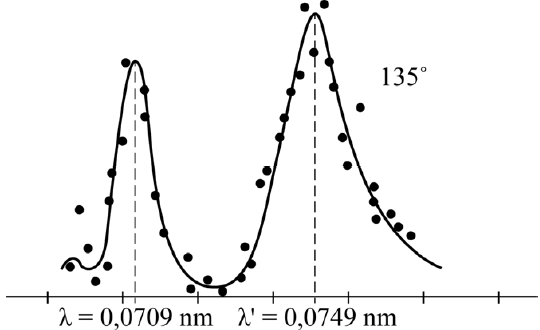 135°
λ = 0,0709 nm λ' = 0,0749 nm